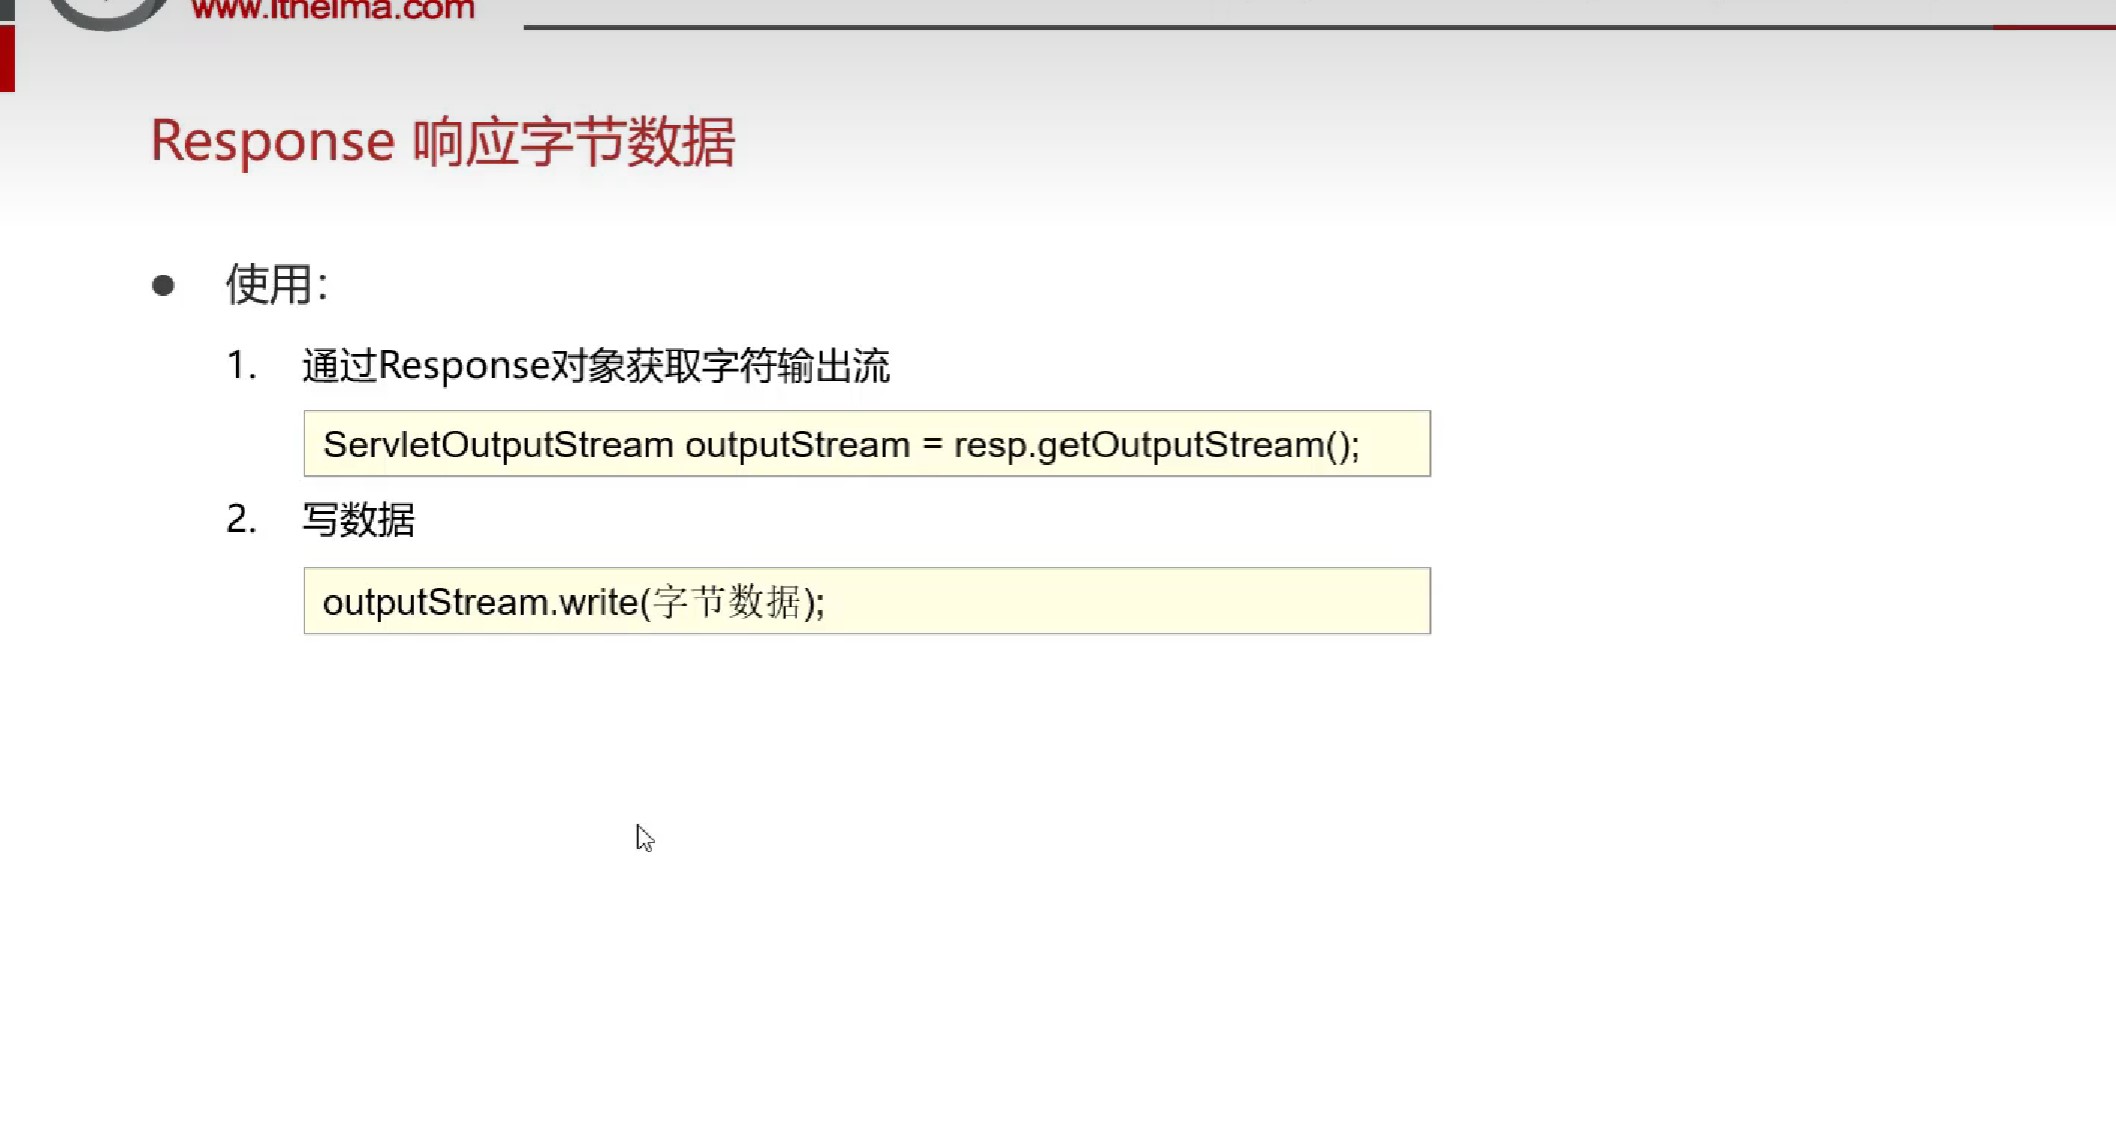 www.itheima.com
Response 响应字节数据
● 使用：
1. 通过Response对象获取字符输出流
ServletOutputStream outputStream = resp.getOutputStream();
2. 写数据
outputStream.write(字节数据);